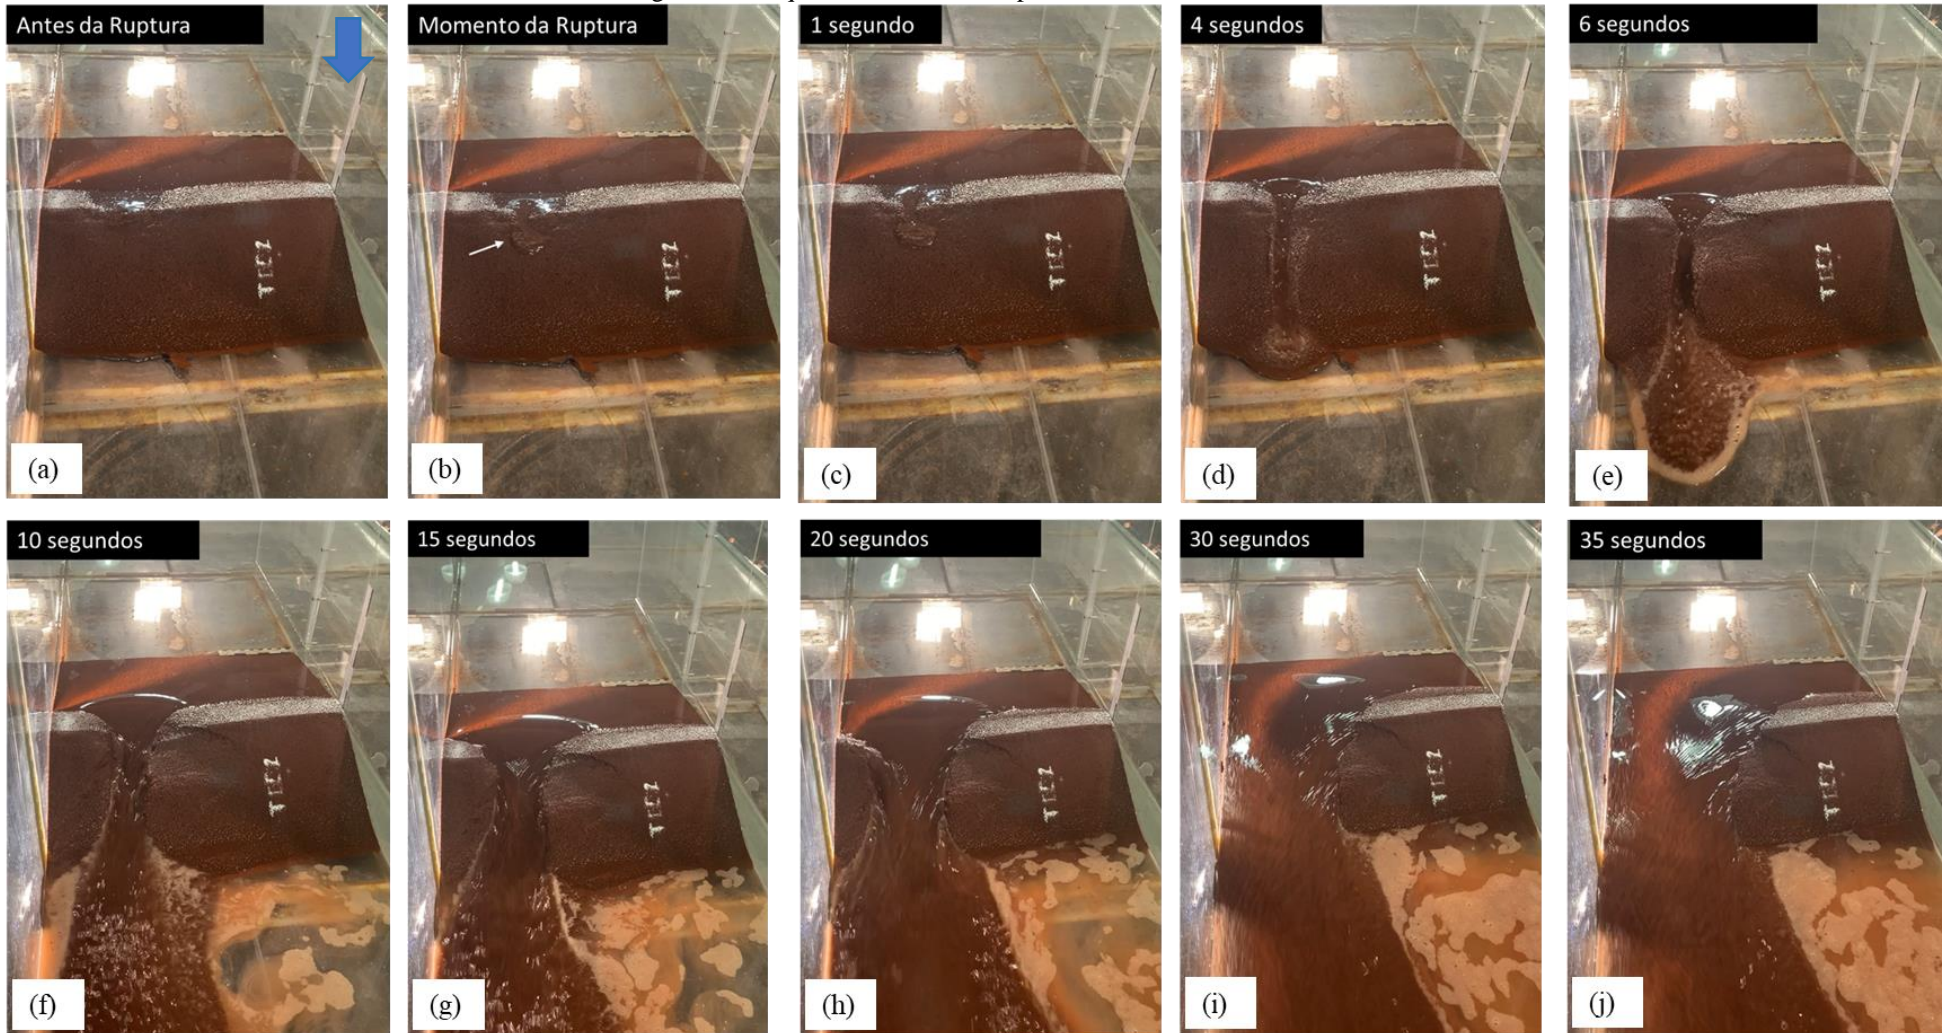 Antes da Ruptura
Momento da Ruptura
1 segundo
4 segundos
6 segundos
(a)
(b)
(c)
(d)
(e)
10 segundos
15 segundos
20 segundos
30 segundos
35 segundos
(f)
(g)
(h)
(i)
(j)